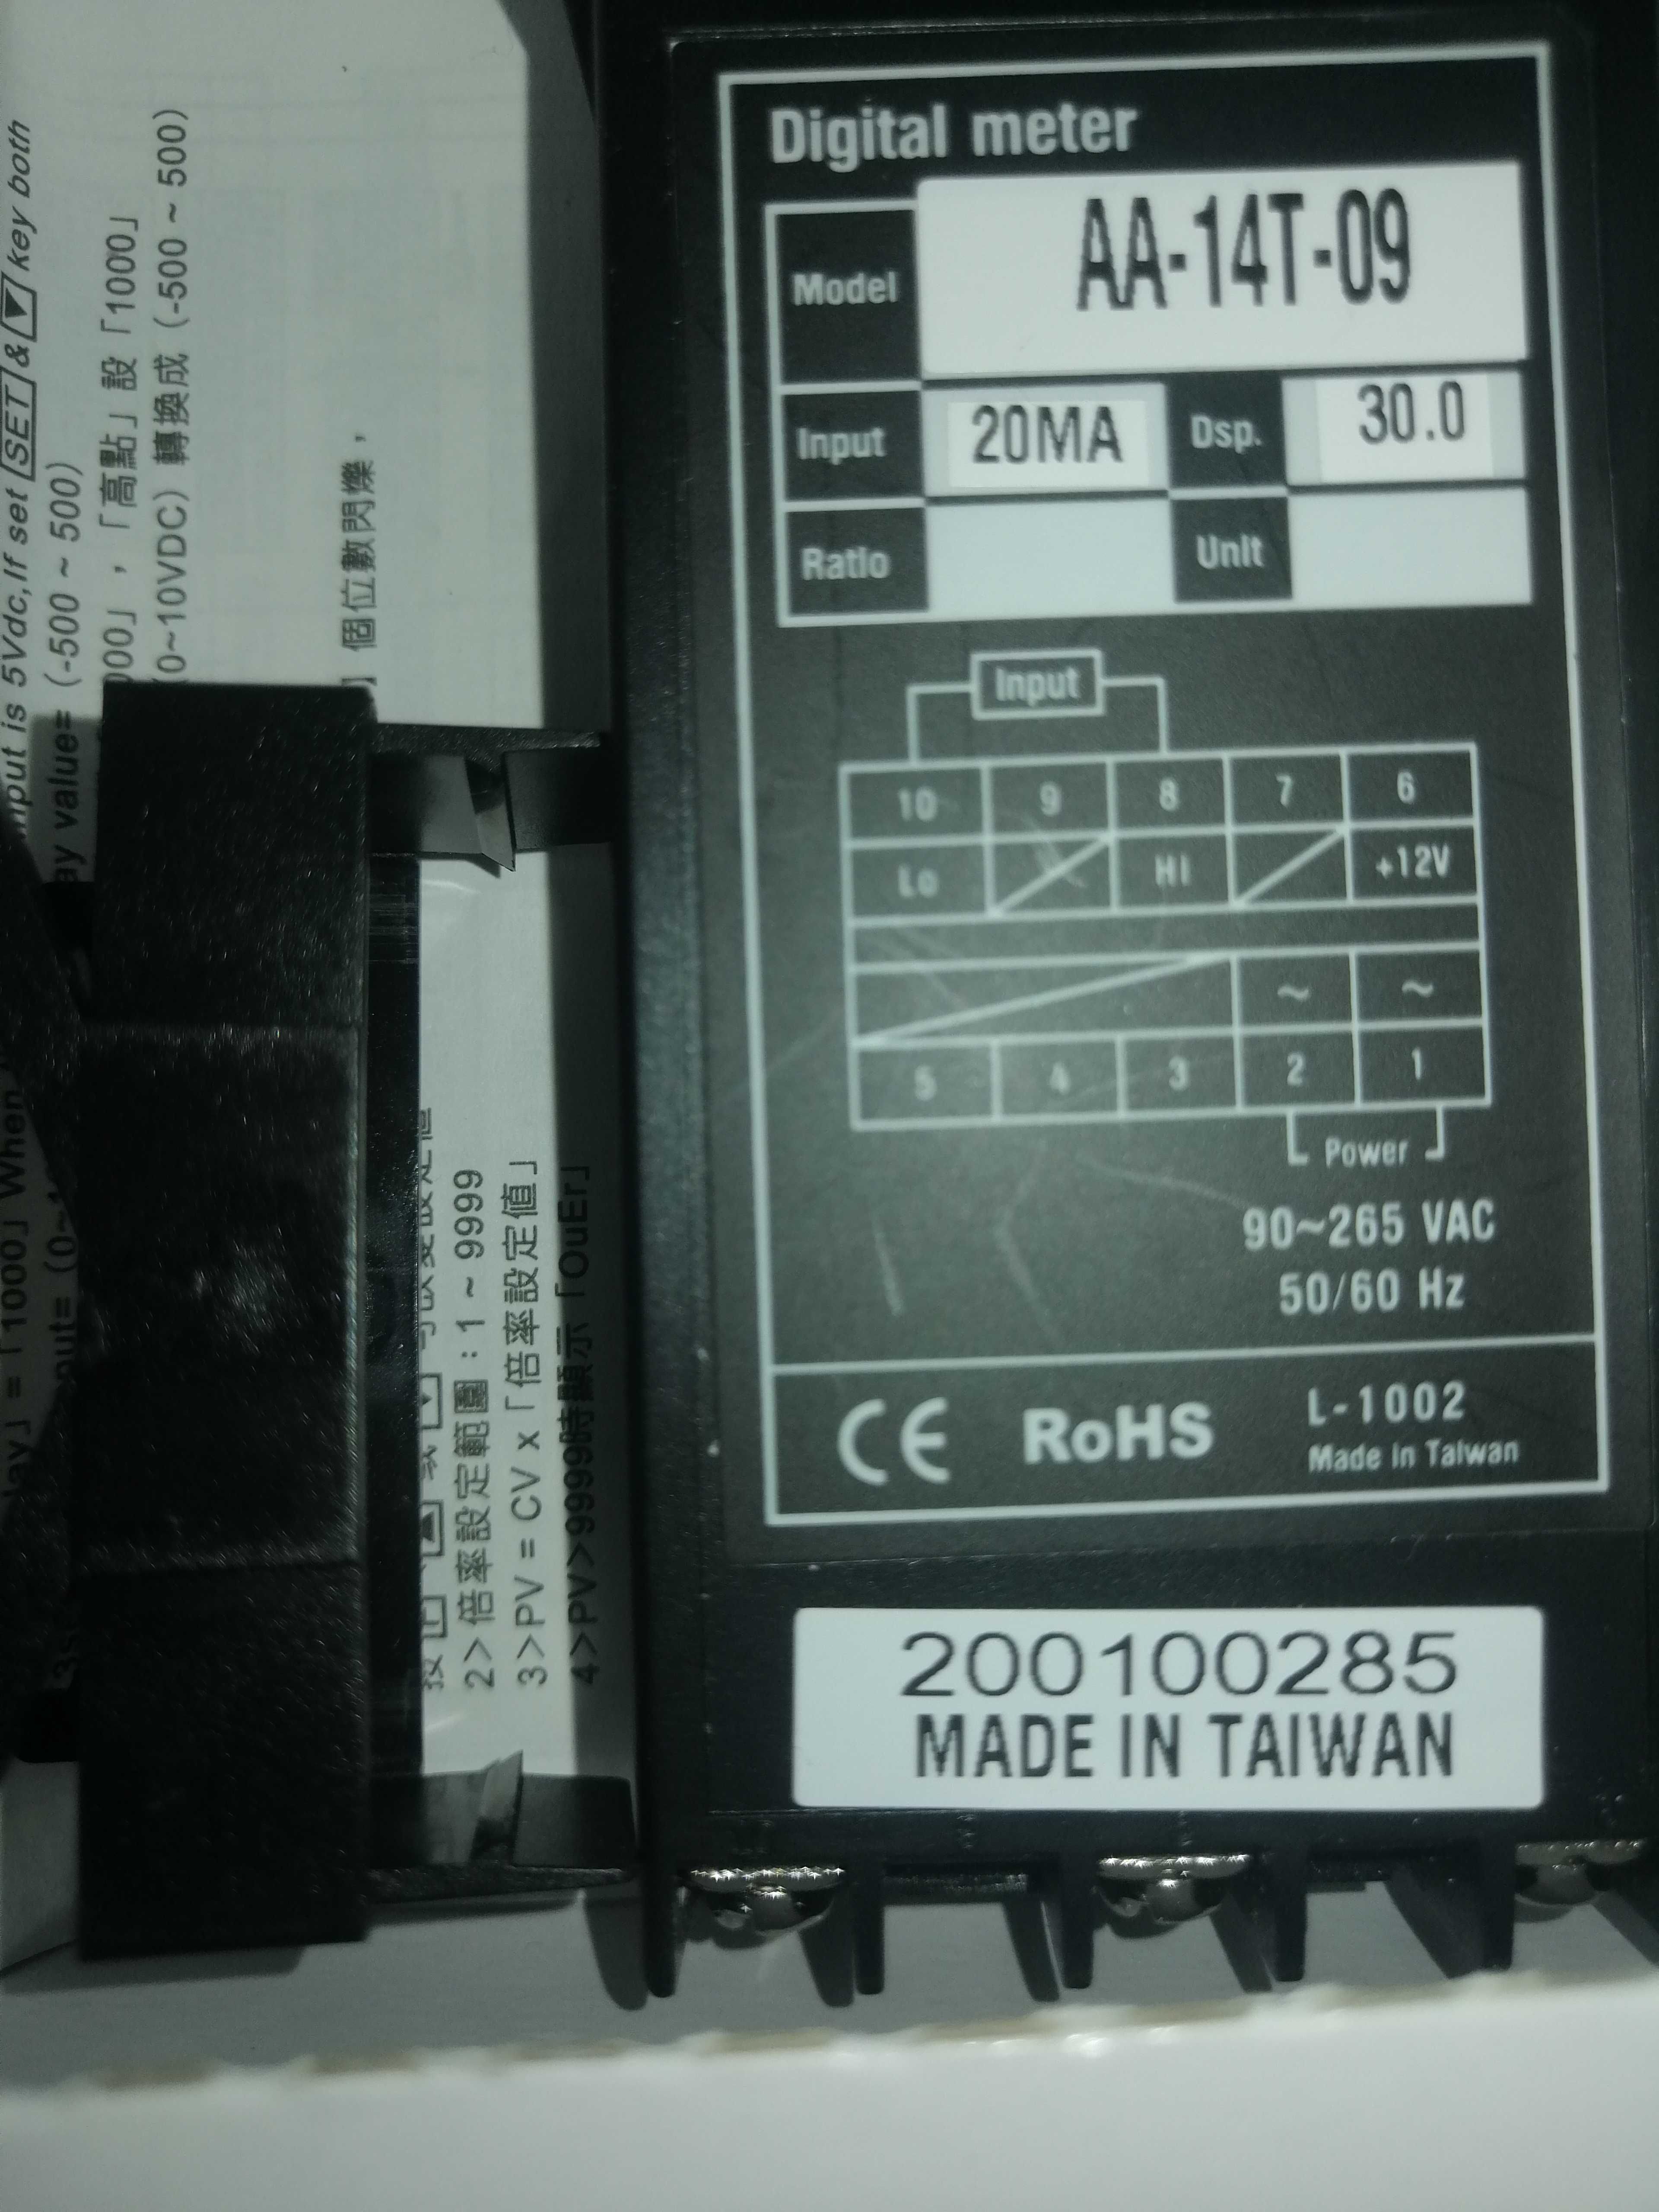 Digital meter
Model AA-14T-09
Input 20MA Dsp. 30.0
Ratio Unit
Input
10 9 8 7 6
Lo HI +12V
~ ~
5 4 3 2 1
Power
90~265 VAC
50/60 Hz
CE RoHS L-1002
Made in Taiwan
200100285
MADE IN TAIWAN
input is 5Vdc,If set SET & ▼ key both
value= (-500 ~ 500)
「高點」設「1000」
(0~10VDC) 轉換成 (-500 ~ 500)
個位數閃爍，
」=「1000」When
2>倍率設定範圍：1 ~ 9999
3>PV = CV x「倍率設定值」
4>PV>9999時顯示「OuEr」